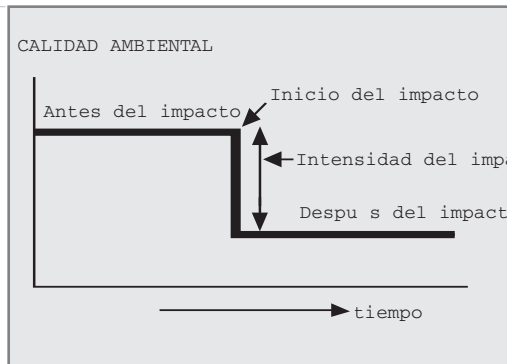 CALIDAD AMBIENTAL
Inicio del impacto
Antes del impacto
Intensidad del impa
Despu s del impact
tiempo